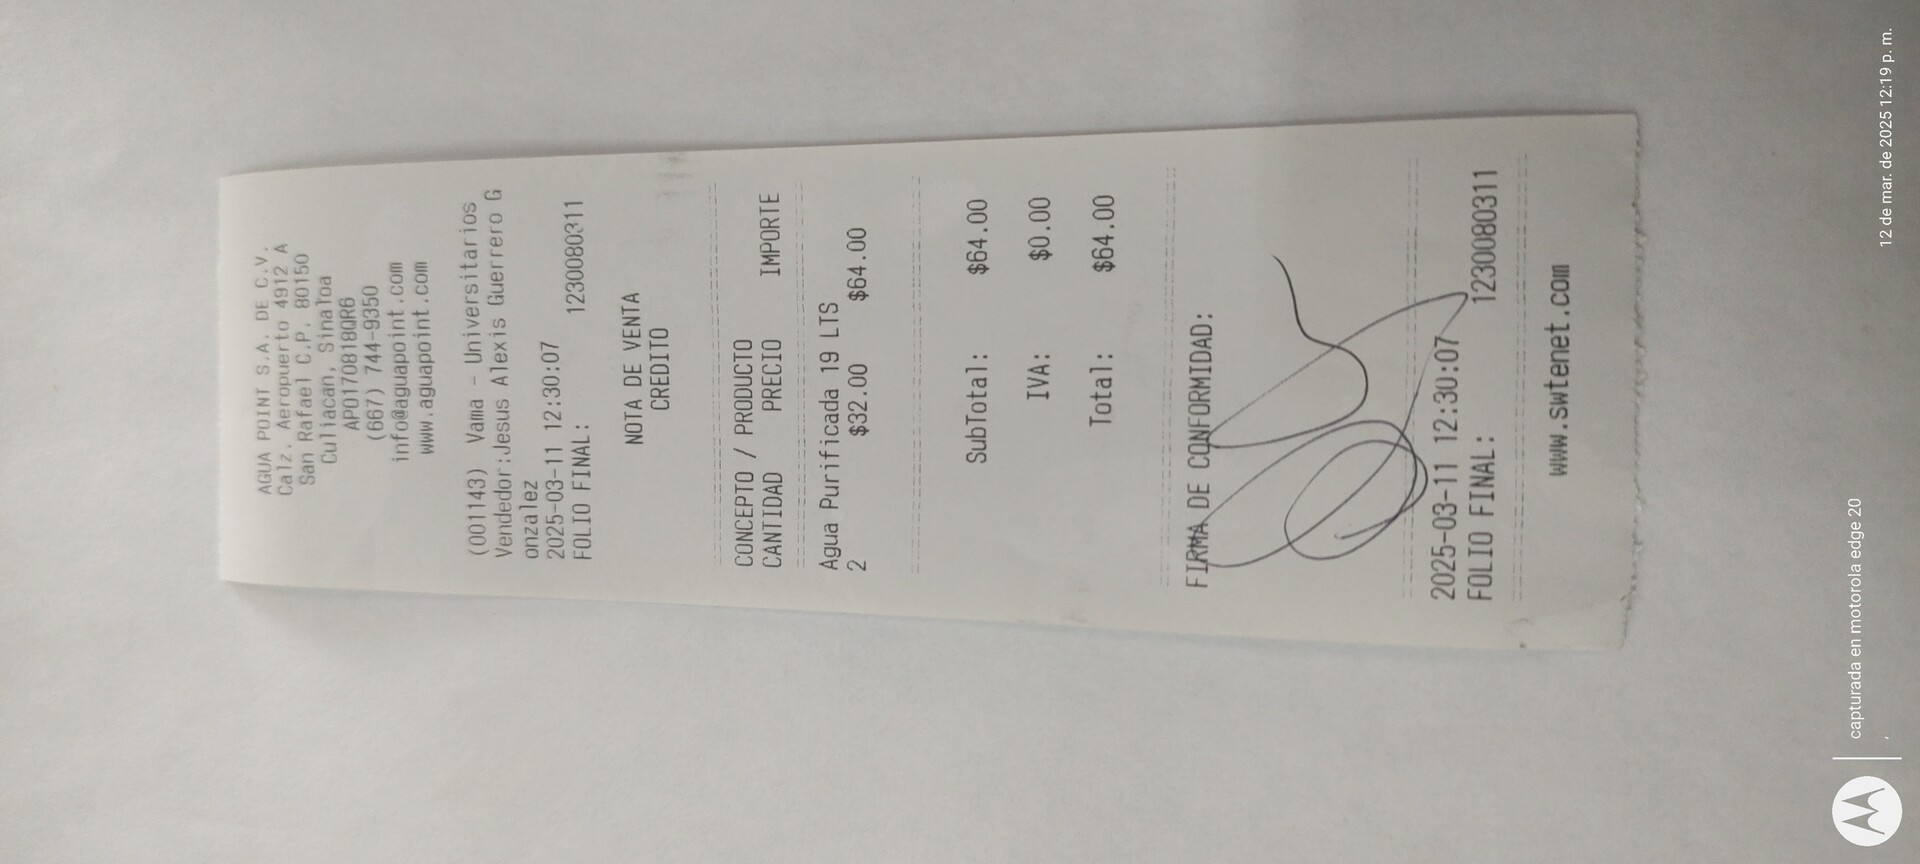 AGUA POINT S.A. DE C.V.
Calz. Aeropuerto 4912 A
San Rafael C.P. 80150
Culiacan, Sinaloa
APO170818QR6
(667) 744-9350
info@aguapoint.com
www.aguapoint.com
(001143) Vama - Universitarios
Vendedor:Jesus Alexis Guerrero G
onzalez
2025-03-11 12:30:07
FOLIO FINAL: 1230080311
NOTA DE VENTA
CREDITO
CONCEPTO / PRODUCTO
CANTIDAD PRECIO IMPORTE
Agua Purificada 19 LTS
2 $32.00 $64.00
SubTotal: $64.00
IVA: $0.00
Total: $64.00
FIRMA DE CONFORMIDAD:
2025-03-11 12:30:07
FOLIO FINAL: 1230080311
www.swtenet.com
capturada en motorola edge 20
,
12 de mar. de 2025 12:19 p. m.